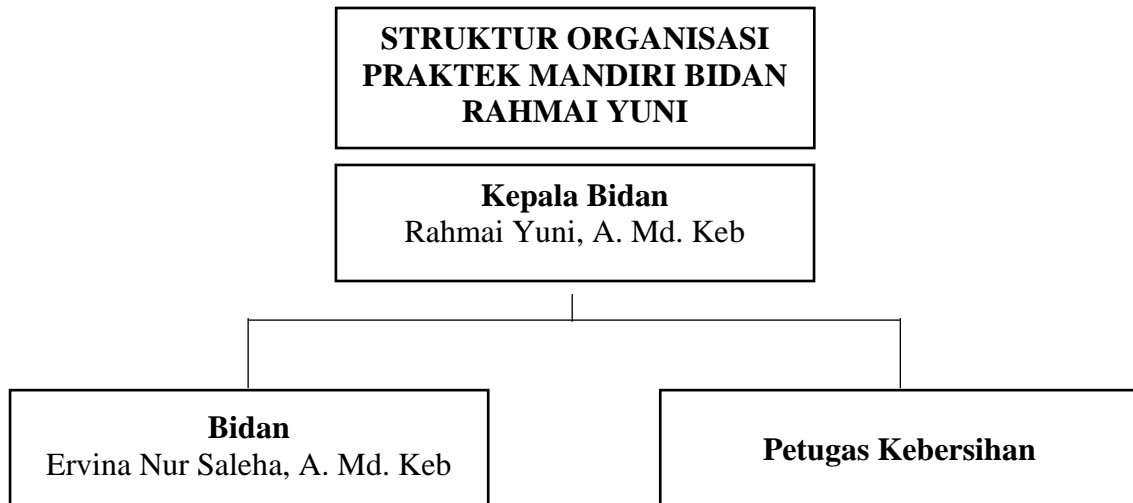 STRUKTUR ORGANISASI
PRAKTEK MANDIRI BIDAN
RAHMAI YUNI
Kepala Bidan
Rahmai Yuni, A. Md. Keb
Bidan
Ervina Nur Saleha, A. Md. Keb
Petugas Kebersihan